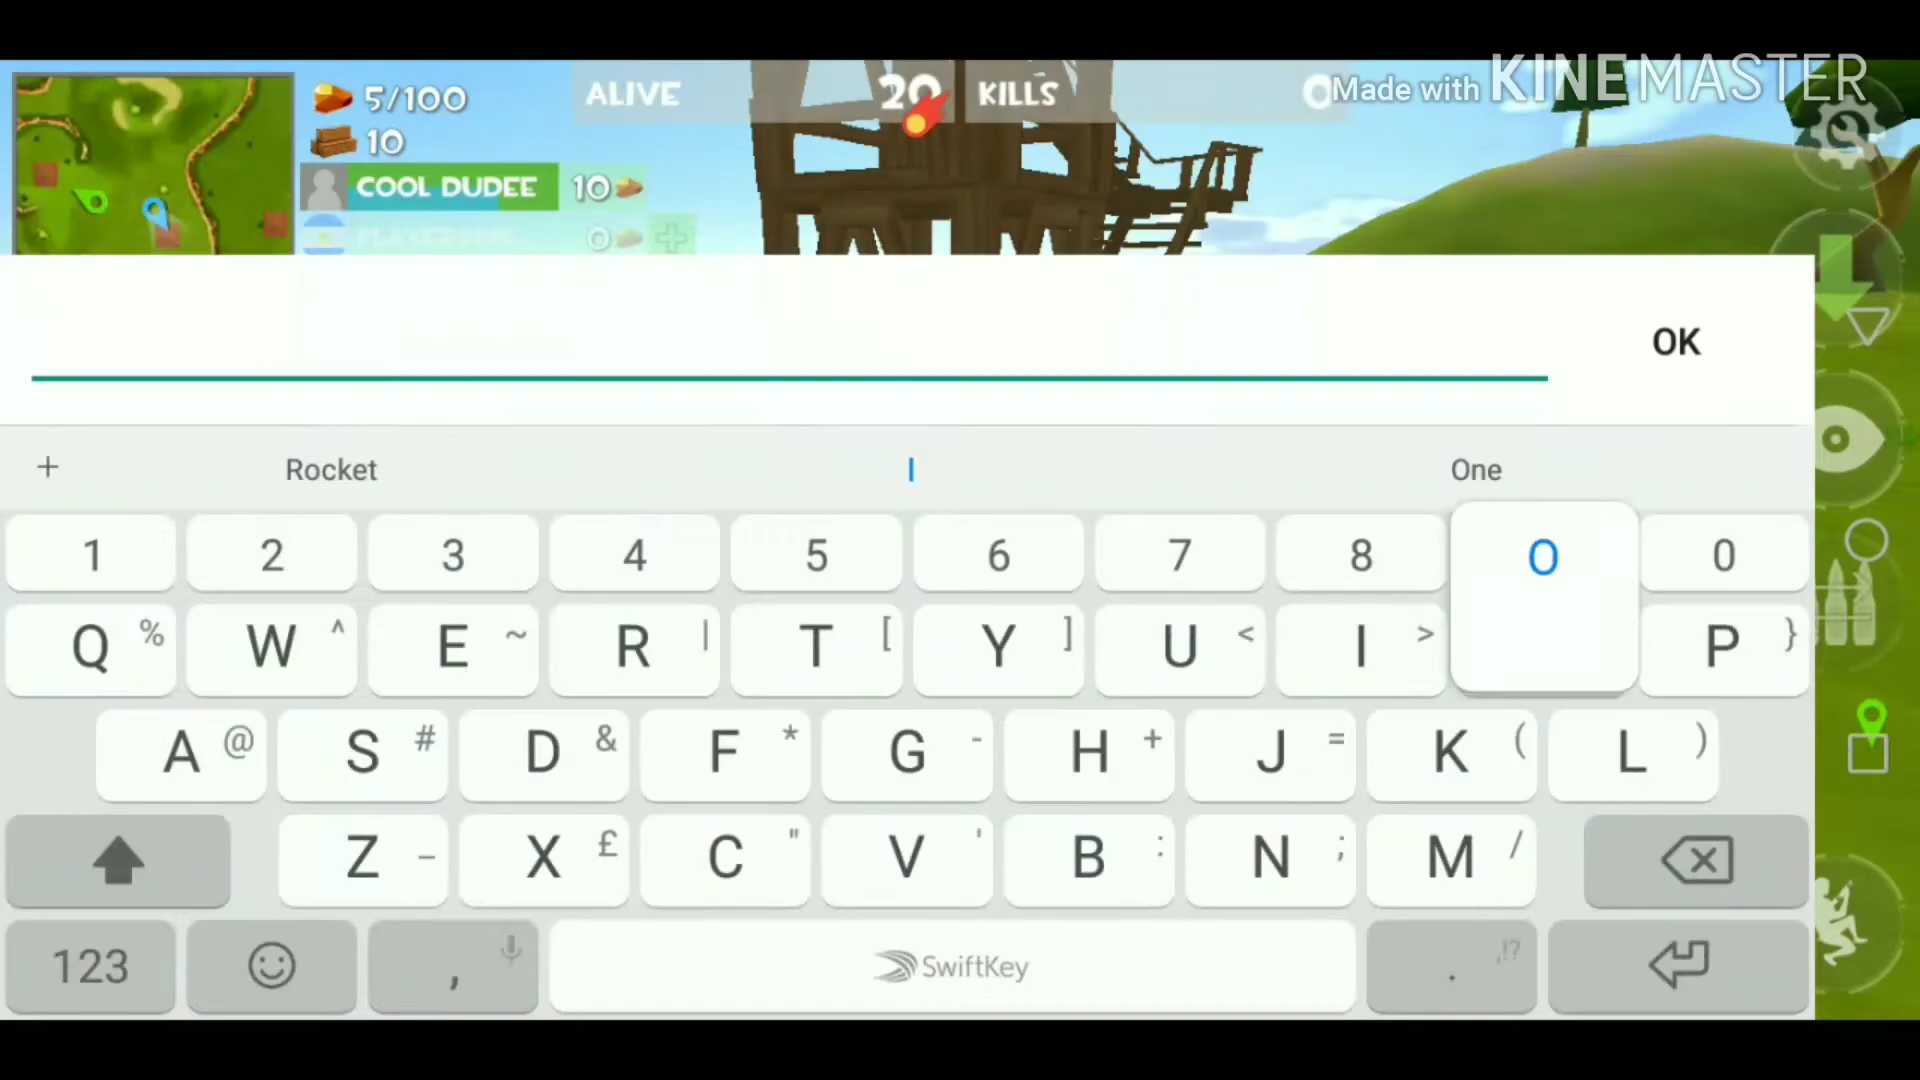 5/100 ALIVE 20 KILLS 0 Made with KINEMASTER
10
COOL DUDEE 10
0
OK
+ Rocket I One
1 2 3 4 5 6 7 8 O 0
Q % W ^ E ~ R | T [ Y ] U < I > P }
A @ S # D & F * G - H + J = K ( L )
Z _ X £ C " V ' B : N ; M /
123 , SwiftKey . ,!?